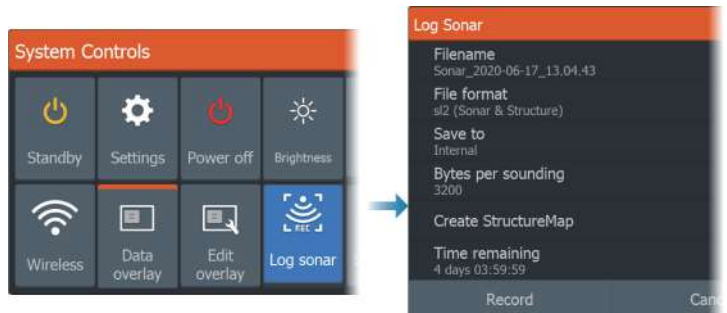 System Controls
Standby
Settings
Power off
Brightness
Wireless
Data
overlay
Edit
overlay
REC
Log sonar
Log Sonar
Filename
Sonar_2020-06-17_13.04.43
File format
sl2 (Sonar & Structure)
Save to
Internal
Bytes per sounding
3200
Create StructureMap
Time remaining
4 days 03:59:59
Record